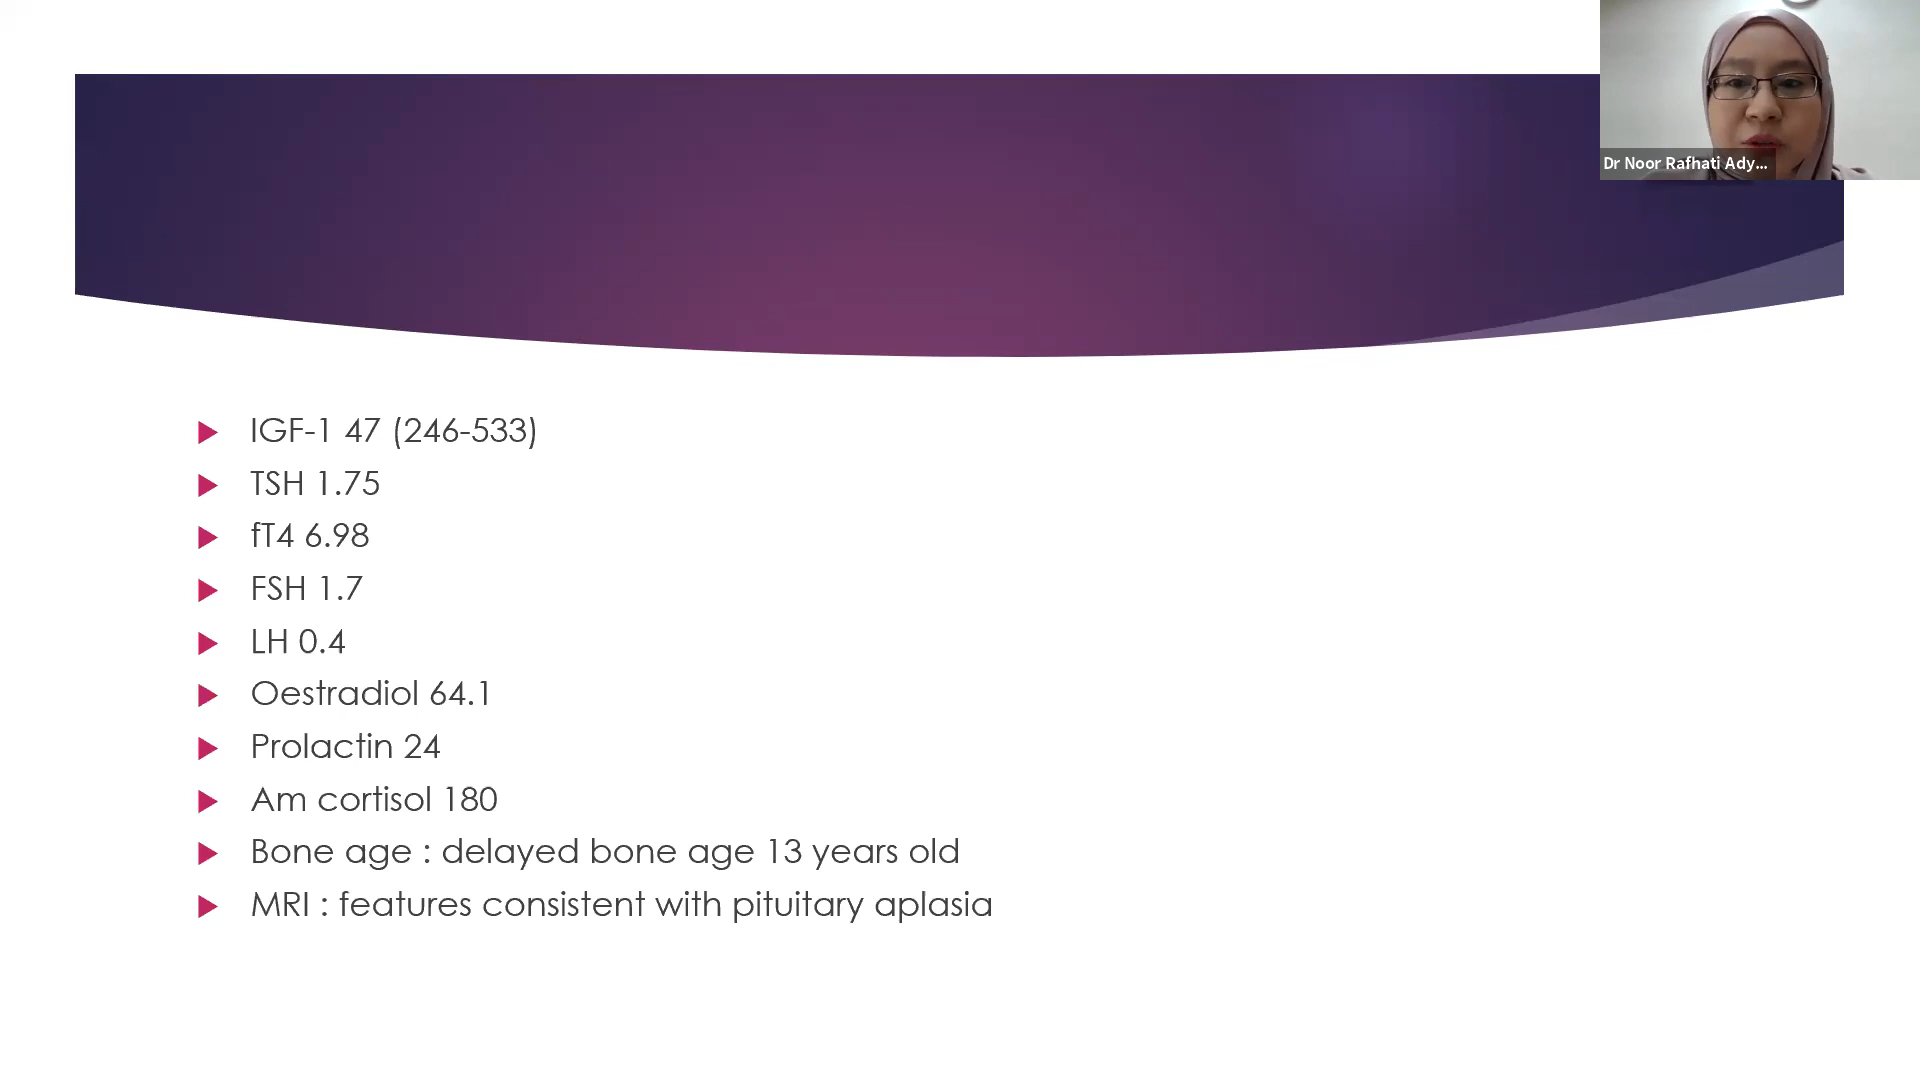 Dr Noor Rafhati Ady...
IGF-1 47 (246-533)
TSH 1.75
fT4 6.98
FSH 1.7
LH 0.4
Oestradiol 64.1
Prolactin 24
Am cortisol 180
Bone age : delayed bone age 13 years old
MRI : features consistent with pituitary aplasia